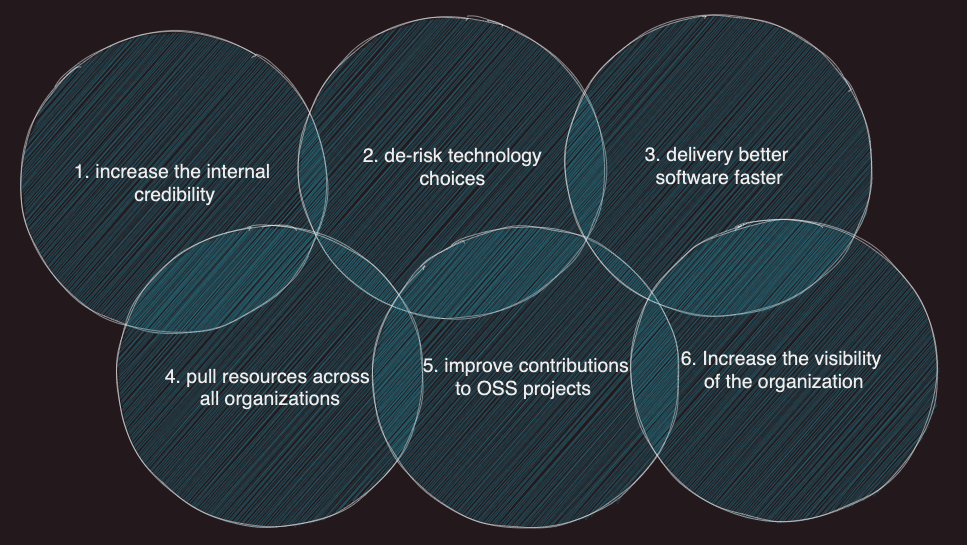 1. increase the internal
credibility
2. de-risk technology
choices
3. delivery better
software faster
4. pull resources across
all organizations
5. improve contributions
to OSS projects
6. Increase the visibility
of the organization